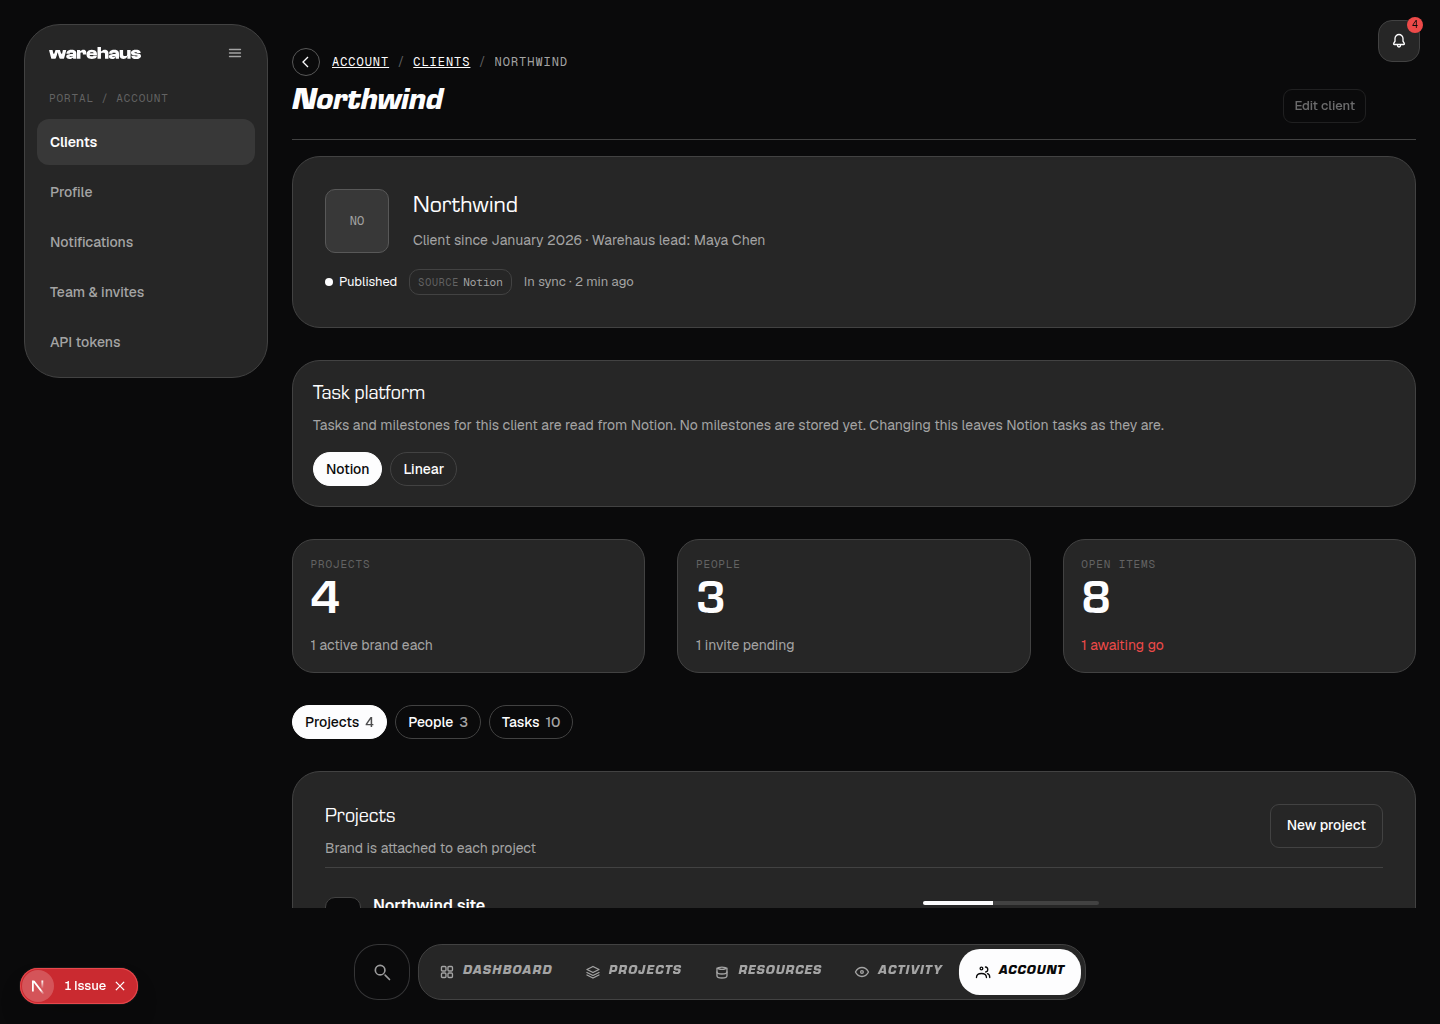 warehaus
PORTAL / ACCOUNT
Clients
Profile
Notifications
Team & invites
API tokens
4
ACCOUNT / CLIENTS / NORTHWIND
Northwind
Edit client
NO
Northwind
Client since January 2026 · Warehaus lead: Maya Chen
Published
SOURCE Notion
In sync · 2 min ago
Task platform
Tasks and milestones for this client are read from Notion. No milestones are stored yet. Changing this leaves Notion tasks as they are.
Notion
Linear
PROJECTS
4
1 active brand each
PEOPLE
3
1 invite pending
OPEN ITEMS
8
1 awaiting go
Projects 4
People 3
Tasks 10
Projects
Brand is attached to each project
New project
Northwind site
DASHBOARD
PROJECTS
RESOURCES
ACTIVITY
ACCOUNT
N
1 Issue